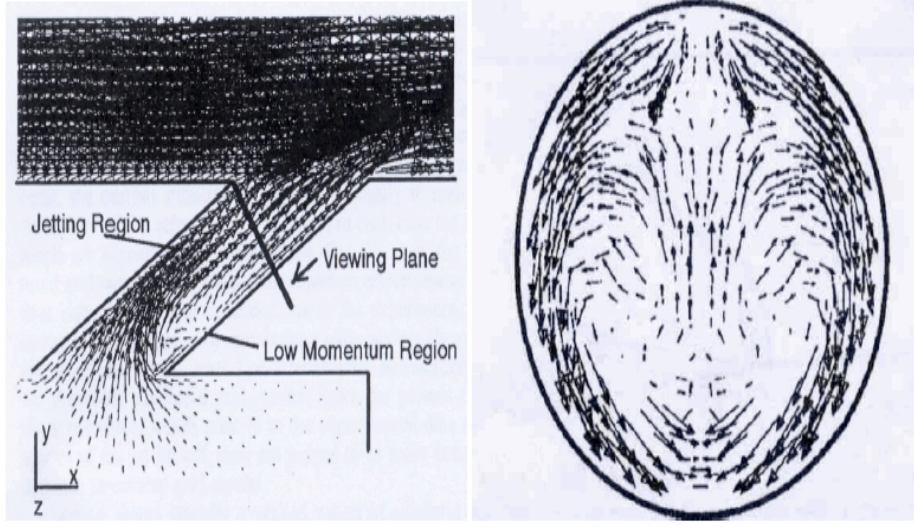 Jetting Region
Viewing Plane
Low Momentum Region
y
x
z